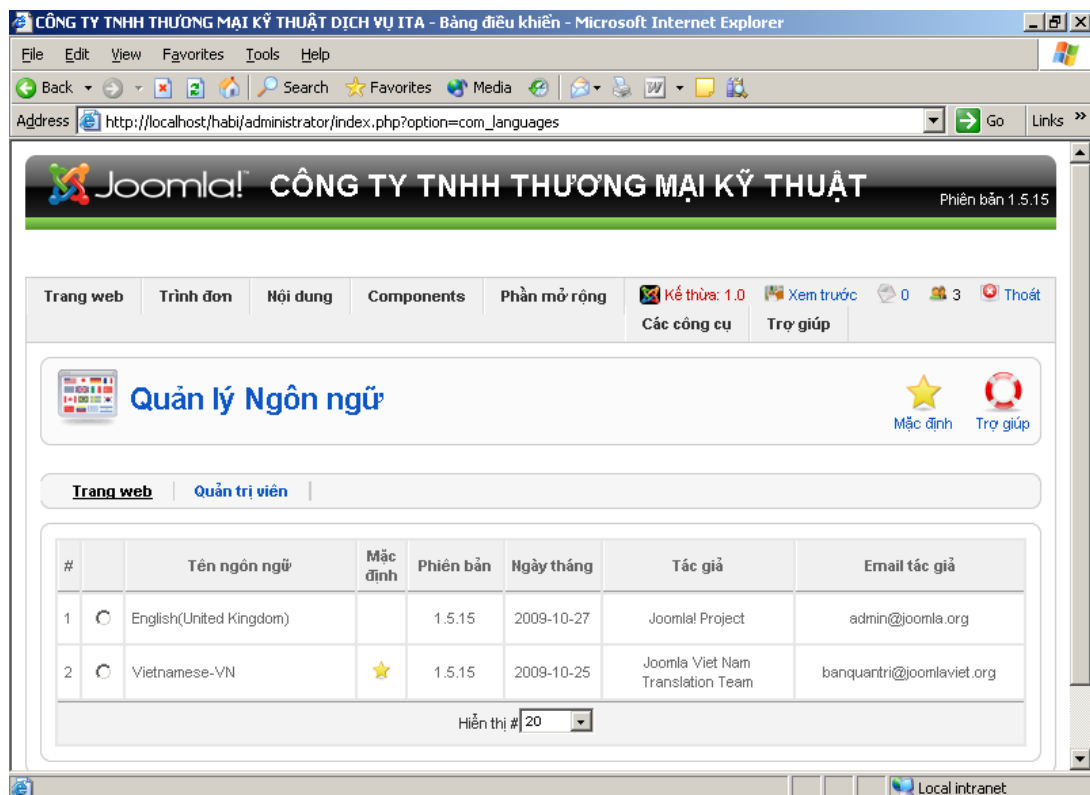 CÔNG TY TNHH THƯƠNG MẠI KỸ THUẬT DỊCH VỤ ITA - Bảng điều khiển - Microsoft Internet Explorer
File Edit View Favorites Tools Help
Back Search Favorites Media
Address http://localhost/habi/administrator/index.php?option=com_languages Go Links »
Joomla! CÔNG TY TNHH THƯƠNG MẠI KỸ THUẬT
Phiên bản 1.5.15
Trang web Trình đơn Nội dung Components Phần mở rộng Kế thừa: 1.0 Xem trước 0 3 Thoát
Các công cụ Trợ giúp
Quản lý Ngôn ngữ
Mặc định Trợ giúp
Trang web Quản trị viên
# Tên ngôn ngữ Mặc định Phiên bản Ngày tháng Tác giả Email tác giả
1 English(United Kingdom) 1.5.15 2009-10-27 Joomla! Project admin@joomla.org
2 Vietnamese-VN 1.5.15 2009-10-25 Joomla Viet Nam Translation Team banquantri@joomlaviet.org
Hiển thị # 20
Local intranet